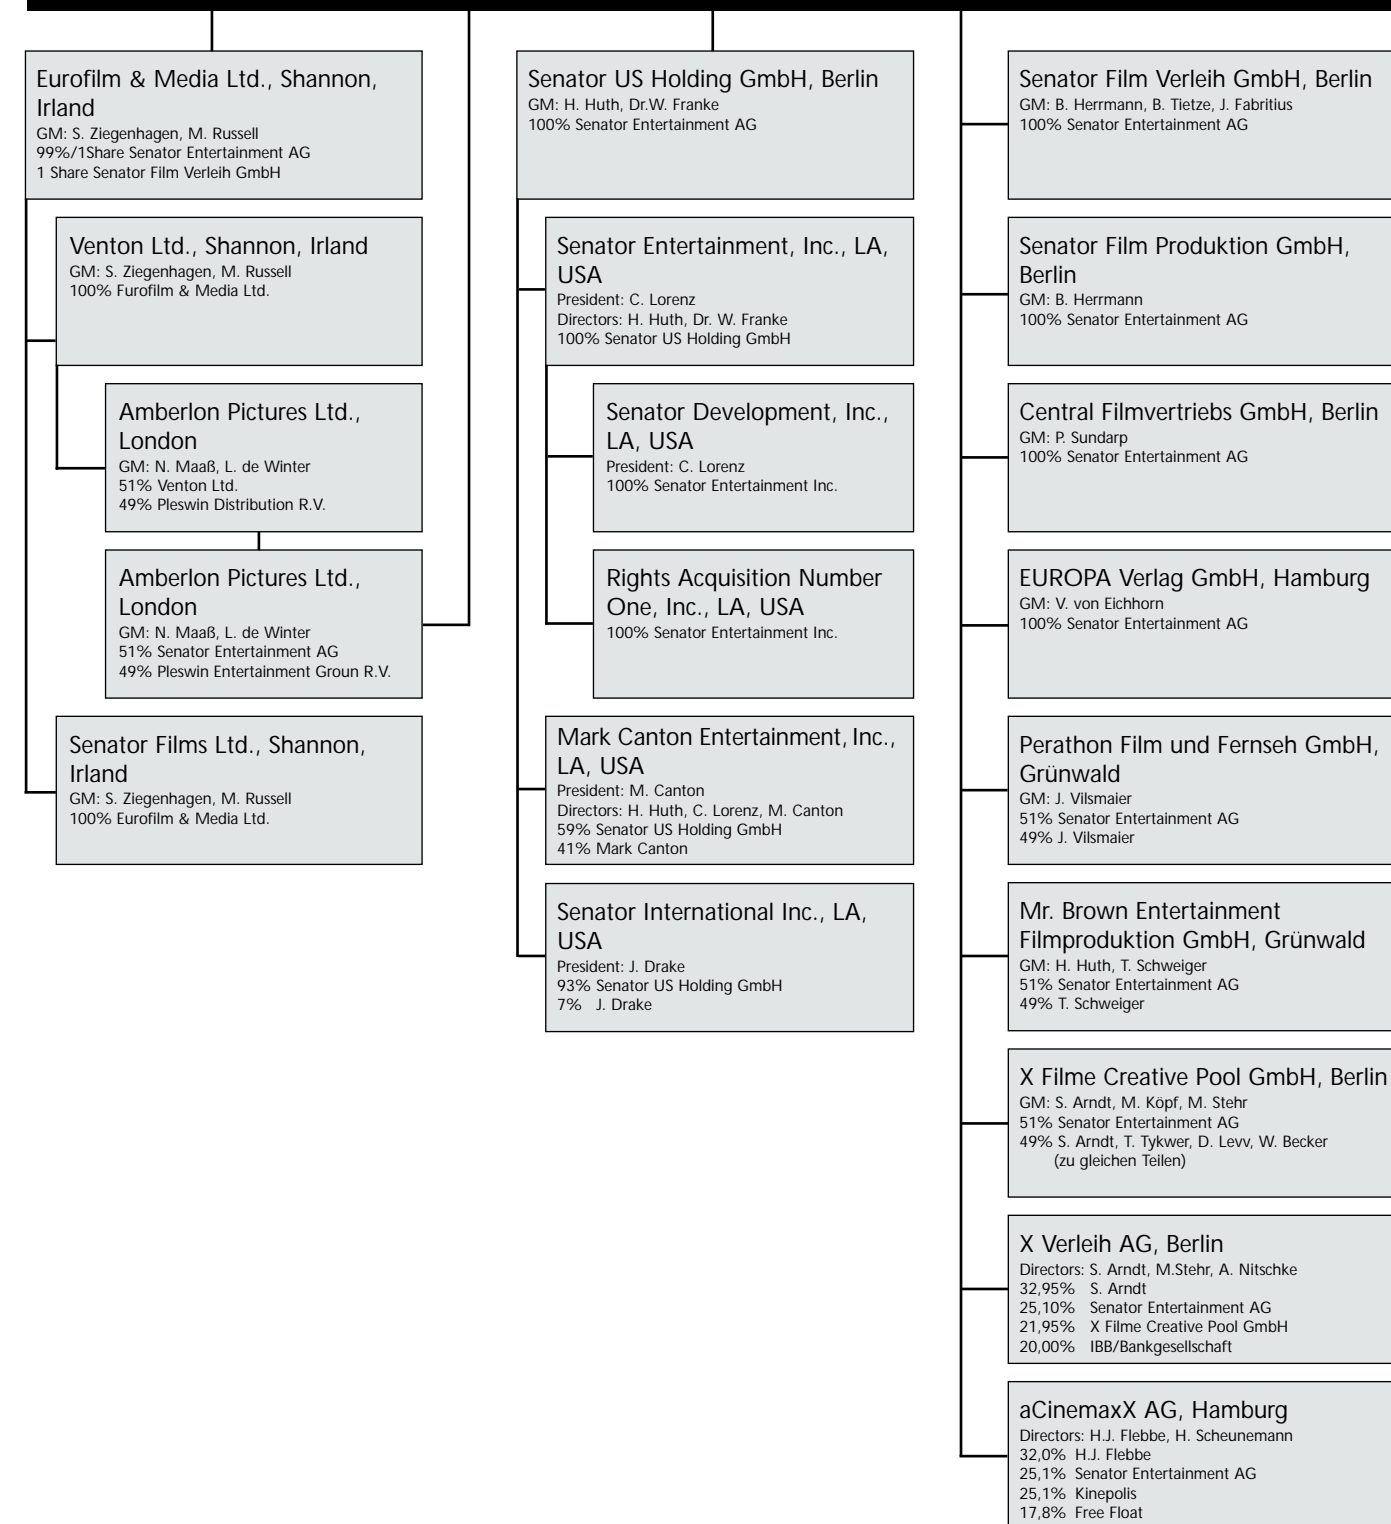 Eurofilm & Media Ltd., Shannon,
Irland
GM: S. Ziegenhagen, M. Russell
99%/1Share Senator Entertainment AG
1 Share Senator Film Verleih GmbH
Venton Ltd., Shannon, Irland
GM: S. Ziegenhagen, M. Russell
100% Furofilm & Media Ltd.
Amberlon Pictures Ltd.,
London
GM: N. Maaß, L. de Winter
51% Venton Ltd.
49% Pleswin Distribution R.V.
Amberlon Pictures Ltd.,
London
GM: N. Maaß, L. de Winter
51% Senator Entertainment AG
49% Pleswin Entertainment Groun R.V.
Senator Films Ltd., Shannon,
Irland
GM: S. Ziegenhagen, M. Russell
100% Eurofilm & Media Ltd.
Senator US Holding GmbH, Berlin
GM: H. Huth, Dr.W. Franke
100% Senator Entertainment AG
Senator Entertainment, Inc., LA,
USA
President: C. Lorenz
Directors: H. Huth, Dr. W. Franke
100% Senator US Holding GmbH
Senator Development, Inc.,
LA, USA
President: C. Lorenz
100% Senator Entertainment Inc.
Rights Acquisition Number
One, Inc., LA, USA
100% Senator Entertainment Inc.
Mark Canton Entertainment, Inc.,
LA, USA
President: M. Canton
Directors: H. Huth, C. Lorenz, M. Canton
59% Senator US Holding GmbH
41% Mark Canton
Senator International Inc., LA,
USA
President: J. Drake
93% Senator US Holding GmbH
7% J. Drake
Senator Film Verleih GmbH, Berlin
GM: B. Herrmann, B. Tietze, J. Fabritius
100% Senator Entertainment AG
Senator Film Produktion GmbH,
Berlin
GM: B. Herrmann
100% Senator Entertainment AG
Central Filmvertriebs GmbH, Berlin
GM: P. Sundarp
100% Senator Entertainment AG
EUROPA Verlag GmbH, Hamburg
GM: V. von Eichhorn
100% Senator Entertainment AG
Perathon Film und Fernseh GmbH,
Grünwald
GM: J. Vilsmaier
51% Senator Entertainment AG
49% J. Vilsmaier
Mr. Brown Entertainment
Filmproduktion GmbH, Grünwald
GM: H. Huth, T. Schweiger
51% Senator Entertainment AG
49% T. Schweiger
X Filme Creative Pool GmbH, Berlin
GM: S. Arndt, M. Köpf, M. Stehr
51% Senator Entertainment AG
49% S. Arndt, T. Tykwer, D. Levv, W. Becker
(zu gleichen Teilen)
X Verleih AG, Berlin
Directors: S. Arndt, M.Stehr, A. Nitschke
32,95% S. Arndt
25,10% Senator Entertainment AG
21,95% X Filme Creative Pool GmbH
20,00% IBB/Bankgesellschaft
aCinemaxX AG, Hamburg
Directors: H.J. Flebbe, H. Scheunemann
32,0% H.J. Flebbe
25,1% Senator Entertainment AG
25,1% Kinepolis
17,8% Free Float